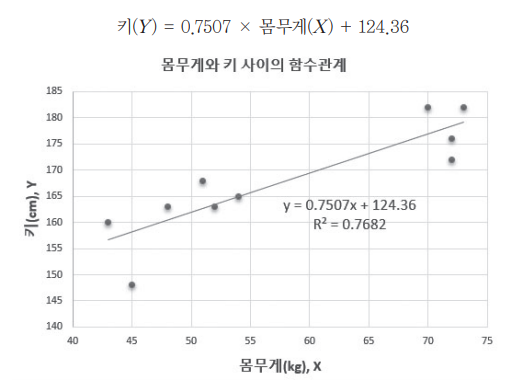 키(Y) = 0.7507 × 몸무게(X) + 124.36
몸무게와 키 사이의 함수관계
185
180
175
170
165
160
155
150
145
140
키(cm), Y
y = 0.7507x + 124.36
R² = 0.7682
40 45 50 55 60 65 70 75
몸무게(kg), X